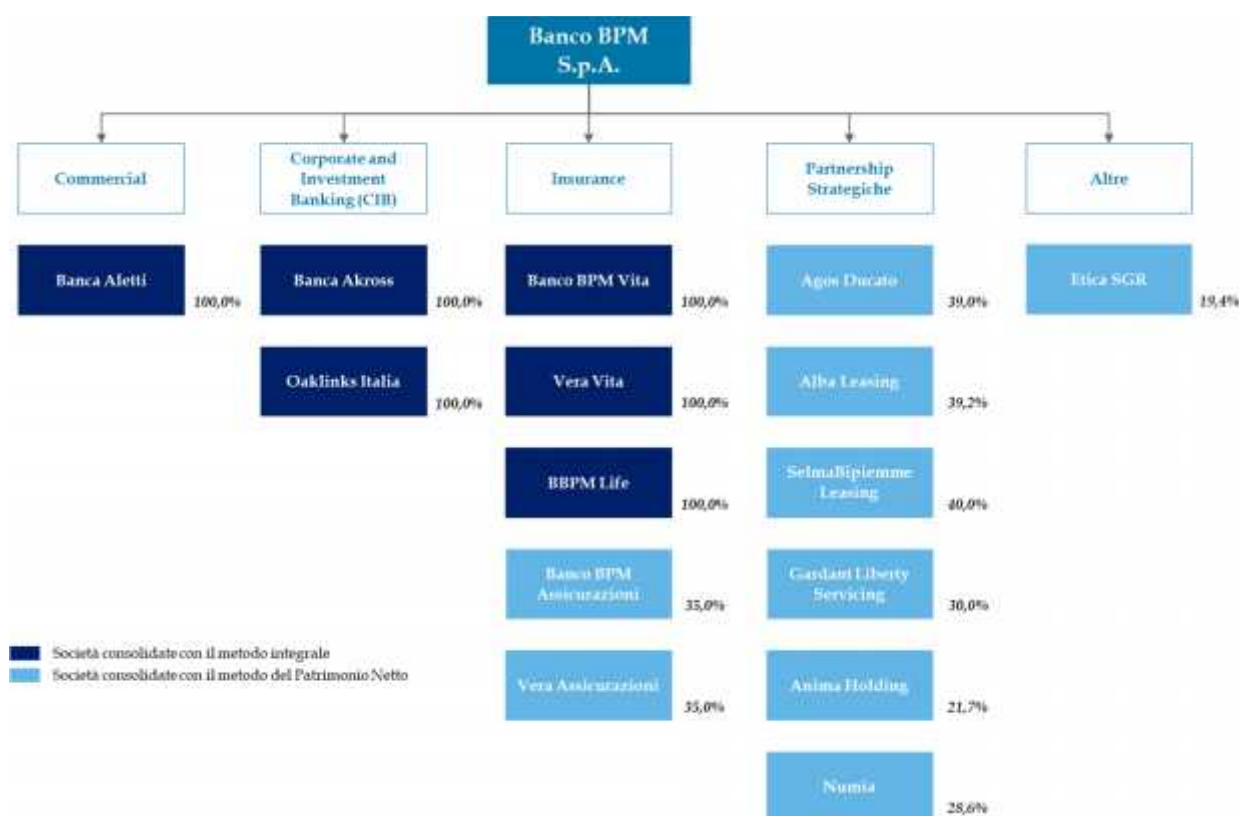 Banco BPM
S.p.A.
Commercial
Corporate and
Investment
Banking (CIB)
Insurance
Partnership
Strategiche
Altre
Banca Aletti
100,0%
Banca Akross
100,0%
Banco BPM Vita
100,0%
Agos Ducato
39,0%
Etica SGR
19,4%
Oaklinks Italia
100,0%
Vera Vita
100,0%
Alba Leasing
39,2%
BBPM Life
100,0%
SelmaBipiemme
Leasing
40,0%
Banco BPM
Assicurazioni
35,0%
Gardant Liberty
Servicing
30,0%
Società consolidate con il metodo integrale
Società consolidate con il metodo del Patrimonio Netto
Vera Assicurazioni
35,0%
Anima Holding
21,7%
Numia
28,6%